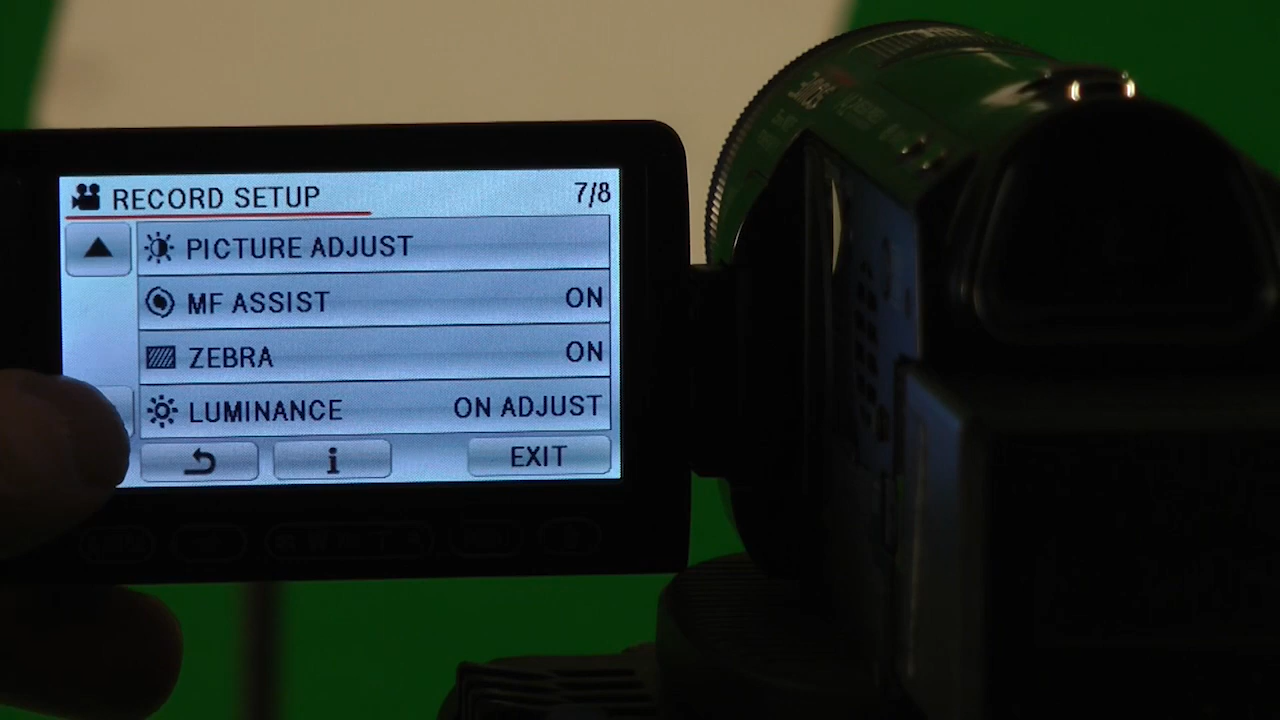 RECORD SETUP 7/8
PICTURE ADJUST
MF ASSIST ON
ZEBRA ON
LUMINANCE ON ADJUST
i EXIT